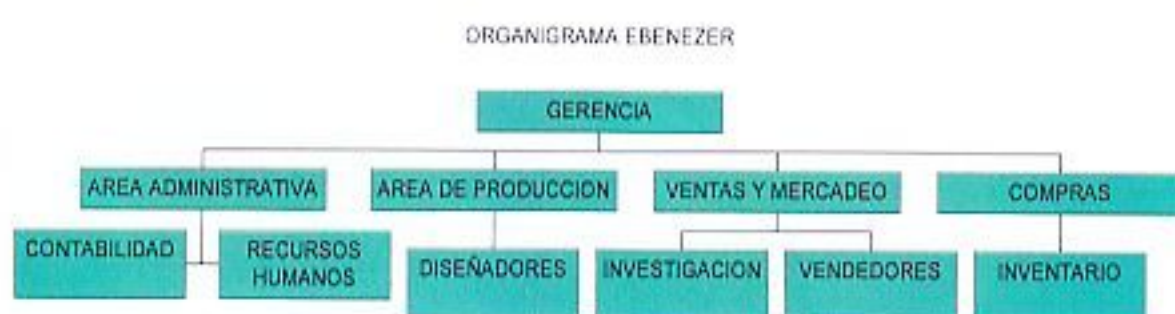 ORGANIGRAMA EBENEZER
GERENCIA
AREA ADMINISTRATIVA
AREA DE PRODUCCION
VENTAS Y MERCADEO
COMPRAS
CONTABILIDAD
RECURSOS
HUMANOS
DISEÑADORES
INVESTIGACION
VENDEDORES
INVENTARIO